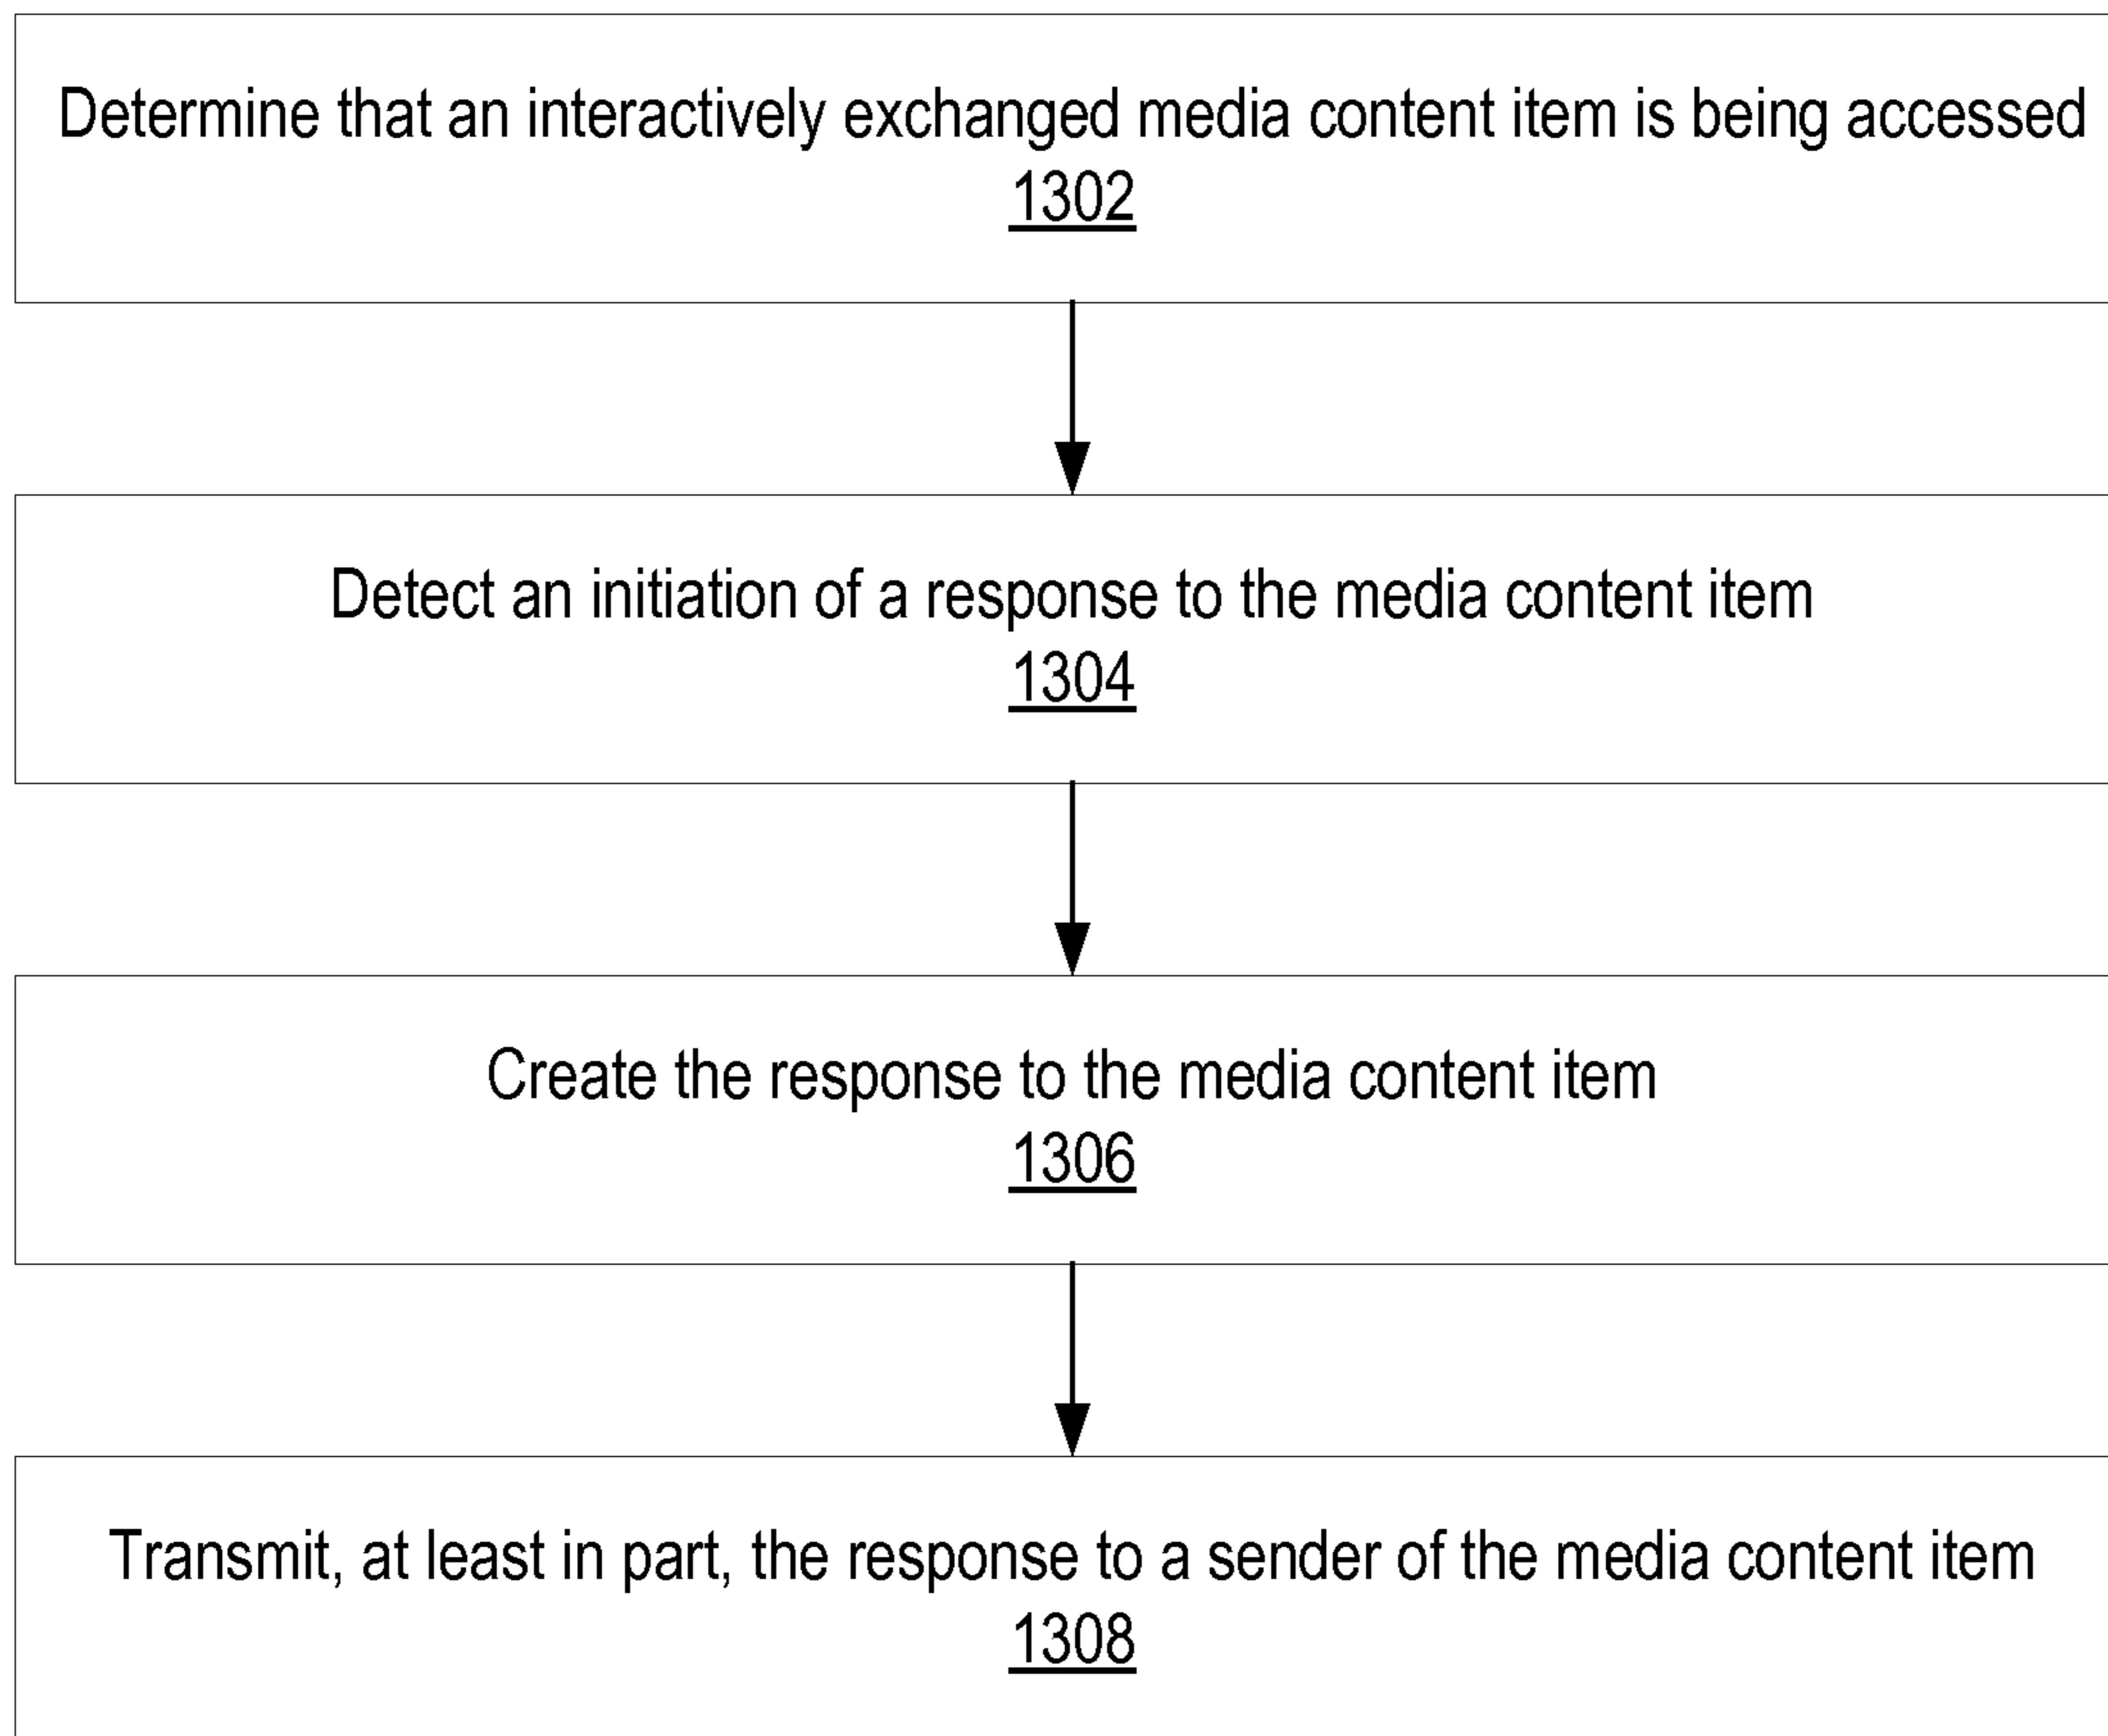 Determine that an interactively exchanged media content item is being accessed
1302
Detect an initiation of a response to the media content item
1304
Create the response to the media content item
1306
Transmit, at least in part, the response to a sender of the media content item
1308